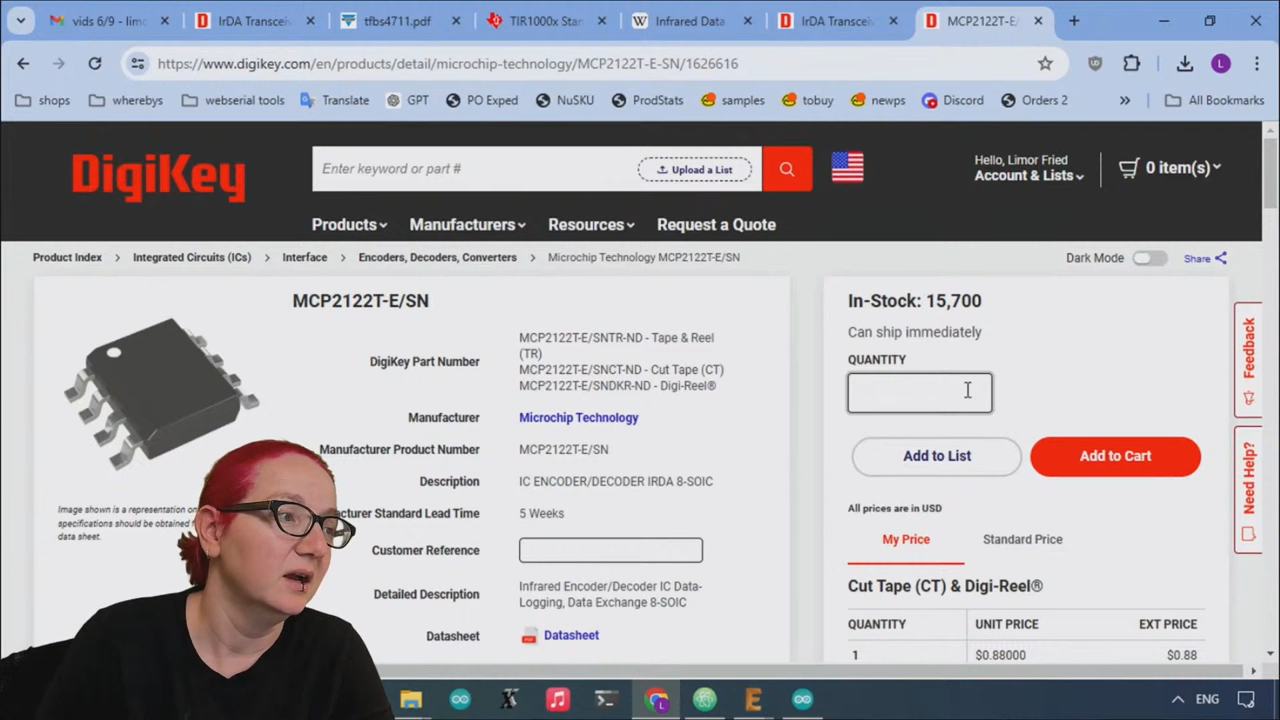 vids 6/9 - limo
IrDA Transceiv
tfbs4711.pdf
TIR1000x Stan
Infrared Data
IrDA Transceiv
MCP2122T-E/
https://www.digikey.com/en/products/detail/microchip-technology/MCP2122T-E-SN/1626616
shops
wherebys
webserial tools
Translate
GPT
PO Exped
NuSKU
ProdStats
samples
tobuy
newps
Discord
Orders 2
All Bookmarks
DigiKey
Enter keyword or part #
Upload a List
Hello, Limor Fried
Account & Lists
0 item(s)
Products
Manufacturers
Resources
Request a Quote
Product Index > Integrated Circuits (ICs) > Interface > Encoders, Decoders, Converters > Microchip Technology MCP2122T-E/SN
Dark Mode
Share
MCP2122T-E/SN
DigiKey Part Number
MCP2122T-E/SNTR-ND - Tape & Reel
(TR)
MCP2122T-E/SNCT-ND - Cut Tape (CT)
MCP2122T-E/SNDKR-ND - Digi-Reel®
Manufacturer
Microchip Technology
Manufacturer Product Number
MCP2122T-E/SN
Description
IC ENCODER/DECODER IRDA 8-SOIC
Standard Lead Time
5 Weeks
Customer Reference
Detailed Description
Infrared Encoder/Decoder IC Data-
Logging, Data Exchange 8-SOIC
Datasheet
Datasheet
Image shown is a representation
specifications should be obtained
data sheet.
In-Stock: 15,700
Can ship immediately
QUANTITY
Add to List
Add to Cart
All prices are in USD
My Price
Standard Price
Cut Tape (CT) & Digi-Reel®
QUANTITY
UNIT PRICE
EXT PRICE
1
$0.88000
$0.88
Feedback
Need Help?
ENG